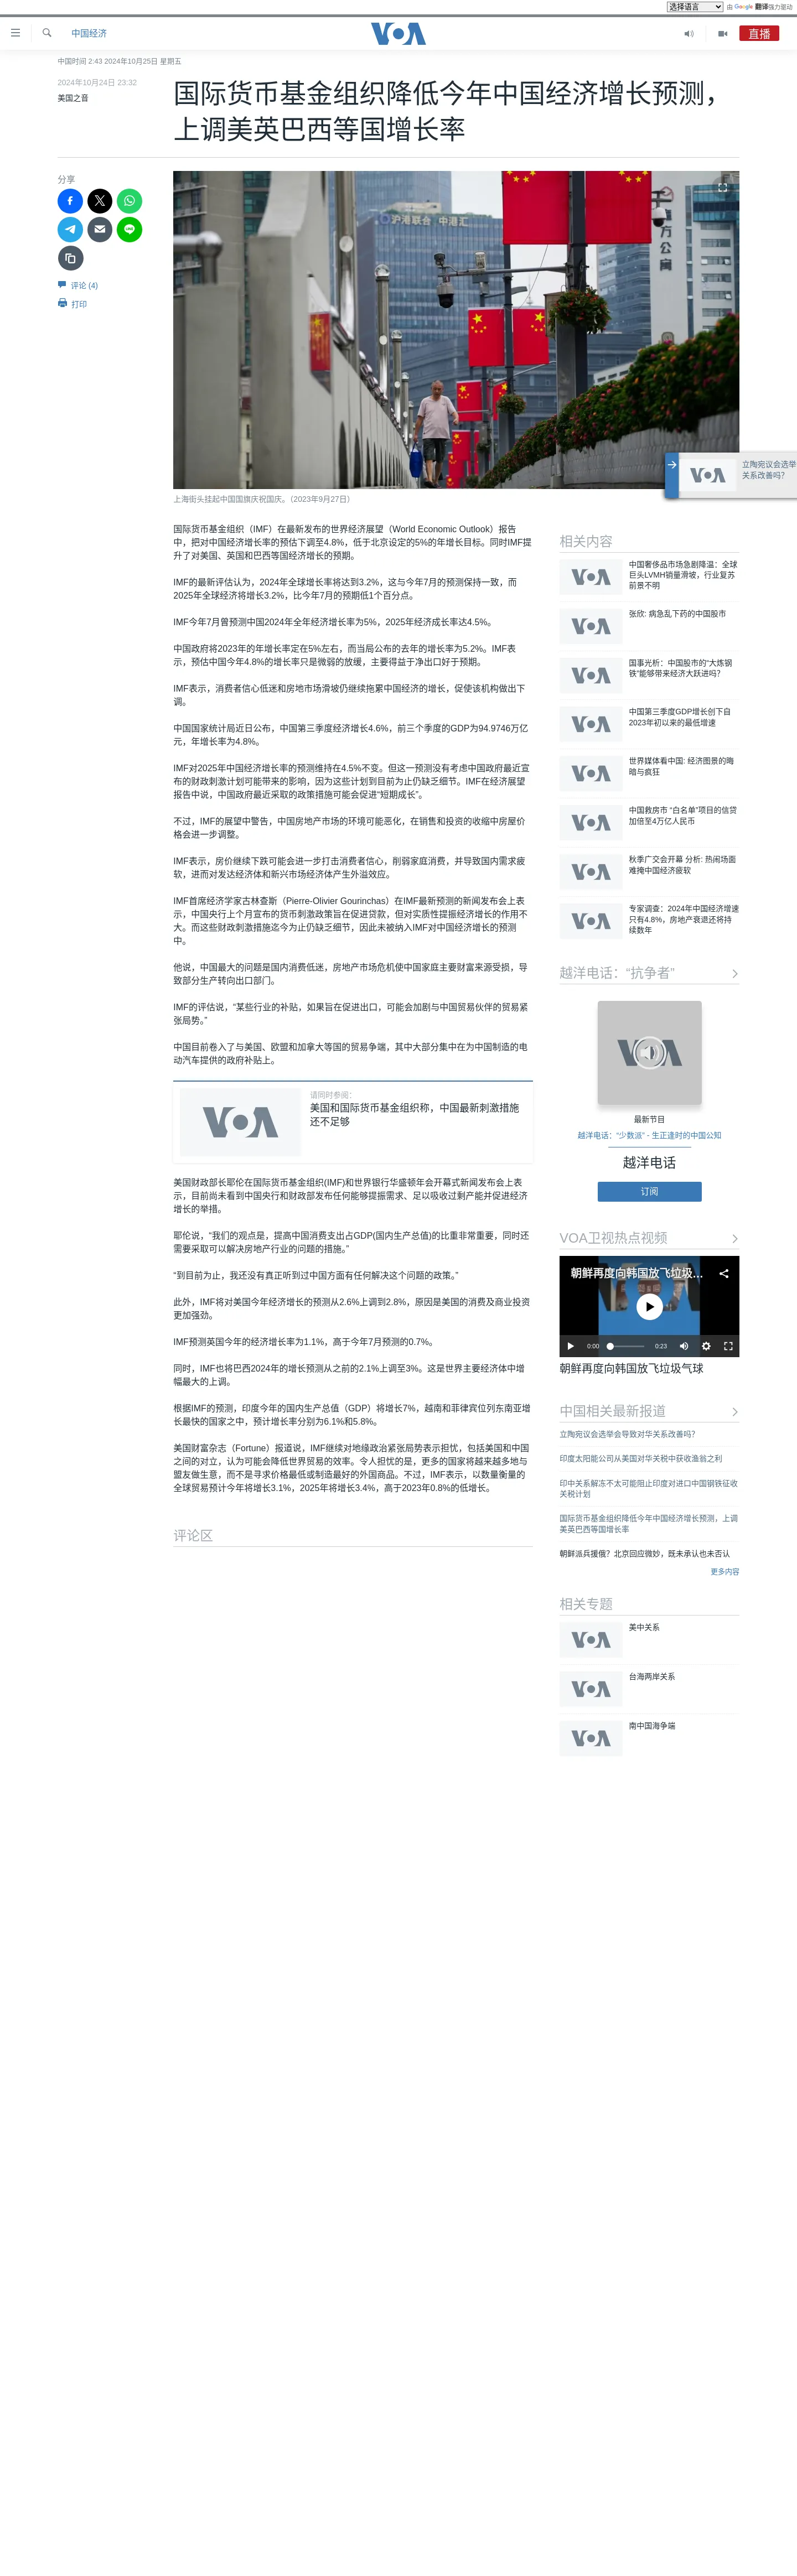 选择语言 由 Google 翻译强力驱动
中国经济
VOA
直播
中国时间 2:43 2024年10月25日 星期五
2024年10月24日 23:32
美国之音
国际货币基金组织降低今年中国经济增长预测，
上调美英巴西等国增长率
分享
评论 (4)
打印
沪港联合 中港汇
上海街头挂起中国国旗庆祝国庆。（2023年9月27日）
立陶宛议会选举
关系改善吗？
国际货币基金组织（IMF）在最新发布的世界经济展望（World Economic Outlook）报告
中，把对中国经济增长率的预估下调至4.8%，低于北京设定的5%的年增长目标。同时IMF提
升了对美国、英国和巴西等国经济增长的预期。
IMF的最新评估认为，2024年全球增长率将达到3.2%，这与今年7月的预测保持一致，而
2025年全球经济将增长3.2%，比今年7月的预期低1个百分点。
IMF今年7月曾预测中国2024年全年经济增长率为5%，2025年经济成长率达4.5%。
中国政府将2023年的年增长率定在5%左右，而当局公布的去年的增长率为5.2%。IMF表
示，预估中国今年4.8%的增长率只是微弱的放缓，主要得益于净出口好于预期。
IMF表示，消费者信心低迷和房地市场滑坡仍继续拖累中国经济的增长，促使该机构做出下
调。
中国国家统计局近日公布，中国第三季度经济增长4.6%，前三个季度的GDP为94.9746万亿
元，年增长率为4.8%。
IMF对2025年中国经济增长率的预测维持在4.5%不变。但这一预测没有考虑中国政府最近宣
布的财政刺激计划可能带来的影响，因为这些计划到目前为止仍缺乏细节。IMF在经济展望
报告中说，中国政府最近采取的政策措施可能会促进“短期成长”。
不过，IMF的展望中警告，中国房地产市场的环境可能恶化，在销售和投资的收缩中房屋价
格会进一步调整。
IMF表示，房价继续下跌可能会进一步打击消费者信心，削弱家庭消费，并导致国内需求疲
软，进而对发达经济体和新兴市场经济体产生外溢效应。
IMF首席经济学家古林查斯（Pierre-Olivier Gourinchas）在IMF最新预测的新闻发布会上表
示，中国央行上个月宣布的货币刺激政策旨在促进贷款，但对实质性提振经济增长的作用不
大。而这些财政刺激措施迄今为止仍缺乏细节，因此未被纳入IMF对中国经济增长的预测
中。
他说，中国最大的问题是国内消费低迷，房地产市场危机使中国家庭主要财富来源受损，导
致部分生产转向出口部门。
IMF的评估说，“某些行业的补贴，如果旨在促进出口，可能会加剧与中国贸易伙伴的贸易紧
张局势。”
中国目前卷入了与美国、欧盟和加拿大等国的贸易争端，其中大部分集中在为中国制造的电
动汽车提供的政府补贴上。
VOA
请同时参阅：
美国和国际货币基金组织称，中国最新刺激措施
还不足够
美国财政部长耶伦在国际货币基金组织(IMF)和世界银行华盛顿年会开幕式新闻发布会上表
示，目前尚未看到中国央行和财政部发布任何能够提振需求、足以吸收过剩产能并促进经济
增长的举措。
耶伦说，“我们的观点是，提高中国消费支出占GDP(国内生产总值)的比重非常重要，同时还
需要采取可以解决房地产行业的问题的措施。”
“到目前为止，我还没有真正听到过中国方面有任何解决这个问题的政策。”
此外，IMF将对美国今年经济增长的预测从2.6%上调到2.8%，原因是美国的消费及商业投资
更加强劲。
IMF预测英国今年的经济增长率为1.1%，高于今年7月预测的0.7%。
同时，IMF也将巴西2024年的增长预测从之前的2.1%上调至3%。这是世界主要经济体中增
幅最大的上调。
根据IMF的预测，印度今年的国内生产总值（GDP）将增长7%，越南和菲律宾位列东南亚增
长最快的国家之中，预计增长率分别为6.1%和5.8%。
美国财富杂志（Fortune）报道说，IMF继续对地缘政治紧张局势表示担忧，包括美国和中国
之间的对立，认为可能会降低世界贸易的效率。令人担忧的是，更多的国家将越来越多地与
盟友做生意，而不是寻求价格最低或制造最好的外国商品。不过，IMF表示，以数量衡量的
全球贸易预计今年将增长3.1%，2025年将增长3.4%，高于2023年0.8%的低增长。
评论区
相关内容
中国奢侈品市场急剧降温：全球
巨头LVMH销量滑坡，行业复苏
前景不明
张欣: 病急乱下药的中国股市
国事光析：中国股市的“大炼钢
铁”能够带来经济大跃进吗？
中国第三季度GDP增长创下自
2023年初以来的最低增速
世界媒体看中国: 经济图景的晦
暗与疯狂
中国救房市 “白名单”项目的信贷
加倍至4万亿人民币
秋季广交会开幕 分析: 热闹场面
难掩中国经济疲软
专家调查：2024年中国经济增速
只有4.8%，房地产衰退还将持
续数年
越洋电话：“抗争者”
最新节目
越洋电话：“少数派” - 生正逢时的中国公知
越洋电话
订阅
VOA卫视热点视频
朝鲜再度向韩国放飞垃圾...
0:00 0:23
朝鲜再度向韩国放飞垃圾气球
中国相关最新报道
立陶宛议会选举会导致对华关系改善吗？
印度太阳能公司从美国对华关税中获收渔翁之利
印中关系解冻不太可能阻止印度对进口中国钢铁征收
关税计划
国际货币基金组织降低今年中国经济增长预测，上调
美英巴西等国增长率
朝鲜派兵援俄？北京回应微妙，既未承认也未否认
更多内容
相关专题
美中关系
台海两岸关系
南中国海争端